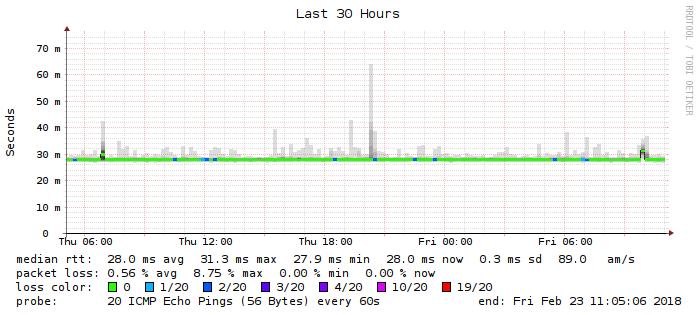 Last 30 Hours
RRDTOOL / TOBI OETIKER
Seconds
70 m
60 m
50 m
40 m
30 m
20 m
10 m
0
Thu 06:00 Thu 12:00 Thu 18:00 Fri 00:00 Fri 06:00
median rtt: 28.0 ms avg 31.3 ms max 27.9 ms min 28.0 ms now 0.3 ms sd 89.0 am/s
packet loss: 0.56 % avg 8.75 % max 0.00 % min 0.00 % now
loss color: 0 1/20 2/20 3/20 4/20 10/20 19/20
probe: 20 ICMP Echo Pings (56 Bytes) every 60s end: Fri Feb 23 11:05:06 2018